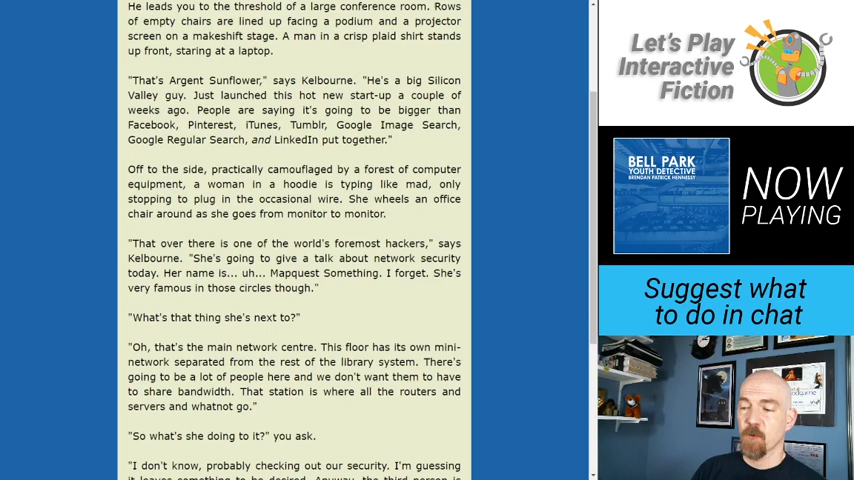 He leads you to the threshold of a large conference room. Rows
of empty chairs are lined up facing a podium and a projector
screen on a makeshift stage. A man in a crisp plaid shirt stands
up front, staring at a laptop.
"That's Argent Sunflower," says Kelbourne. "He's a big Silicon
Valley guy. Just launched this hot new start-up a couple of
weeks ago. People are saying it's going to be bigger than
Facebook, Pinterest, iTunes, Tumblr, Google Image Search,
Google Regular Search, and LinkedIn put together."
Off to the side, practically camouflaged by a forest of computer
equipment, a woman in a hoodie is typing like mad, only
stopping to plug in the occasional wire. She wheels an office
chair around as she goes from monitor to monitor.
"That over there is one of the world's foremost hackers," says
Kelbourne. "She's going to give a talk about network security
today. Her name is... uh... Mapquest Something. I forget. She's
very famous in those circles though."
"What's that thing she's next to?"
"Oh, that's the main network centre. This floor has its own mini-
network separated from the rest of the library system. There's
going to be a lot of people here and we don't want them to have
to share bandwidth. That station is where all the routers and
servers and whatnot go."
"So what's she doing to it?" you ask.
"I don't know, probably checking out our security. I'm guessing
it leaves something to be desired. Anyway, the third person is
Let's Play
Interactive
Fiction
BELL PARK
YOUTH DETECTIVE
BRENDAN PATRICK HENNESSY
NOW
PLAYING
Suggest what
to do in chat